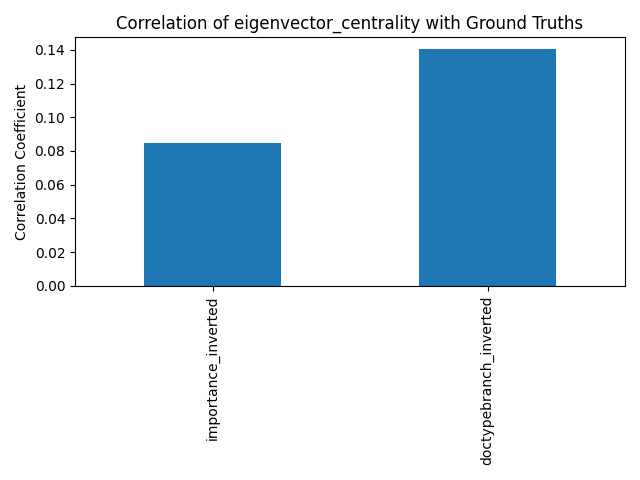 Correlation of eigenvector_centrality with Ground Truths
Correlation Coefficient
0.14
0.12
0.10
0.08
0.06
0.04
0.02
0.00
importance_inverted
doctypebranch_inverted